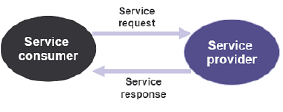 Service
request
Service
consumer
Service
provider
Service
response